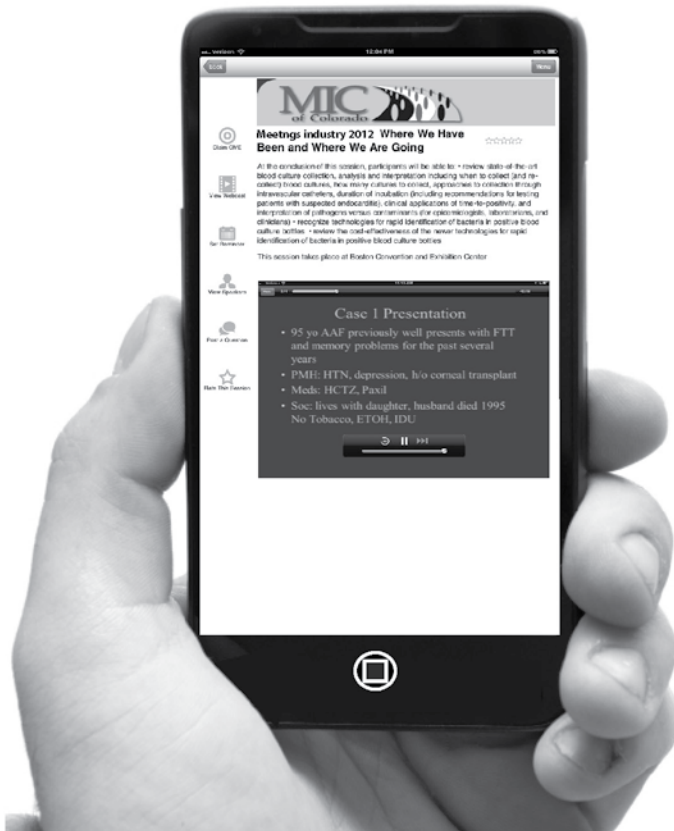 Verizon
12:04 PM
Menu
MIC
of Colorado
Meetngs industry 2012 Where We Have
Been and Where We Are Going
At the conclusion of this session, participants will be able to: • review state-of-the-art
blood culture collection, analysis and interpretation including when to collect (and re-
collect) blood cultures, how many cultures to collect, approaches to collection through
intravascular catheters, duration of incubation (including recommendations for testing
patients with suspected endocarditis), clinical applications of time-to-positivity, and
interpretation of pathogens versus contaminants (for epidemiologists, laboratorians, and
clinicians) • recognize technologies for rapid identification of bacteria in positive blood
culture bottles • review the cost-effectiveness of the newer technologies for rapid
identification of bacteria in positive blood culture bottles
This session takes place at Boston Convention and Exhibition Center
CME
View Webcast
Set Reminder
View Speakers
Post a Question
Rate This Session
Case 1 Presentation
• 95 yo AAF previously well presents with FTT
and memory problems for the past several
years
• PMH: HTN, depression, h/o corneal transplant
• Meds: HCTZ, Paxil
• Soc: lives with daughter, husband died 1995
No Tobacco, ETOH, IDU